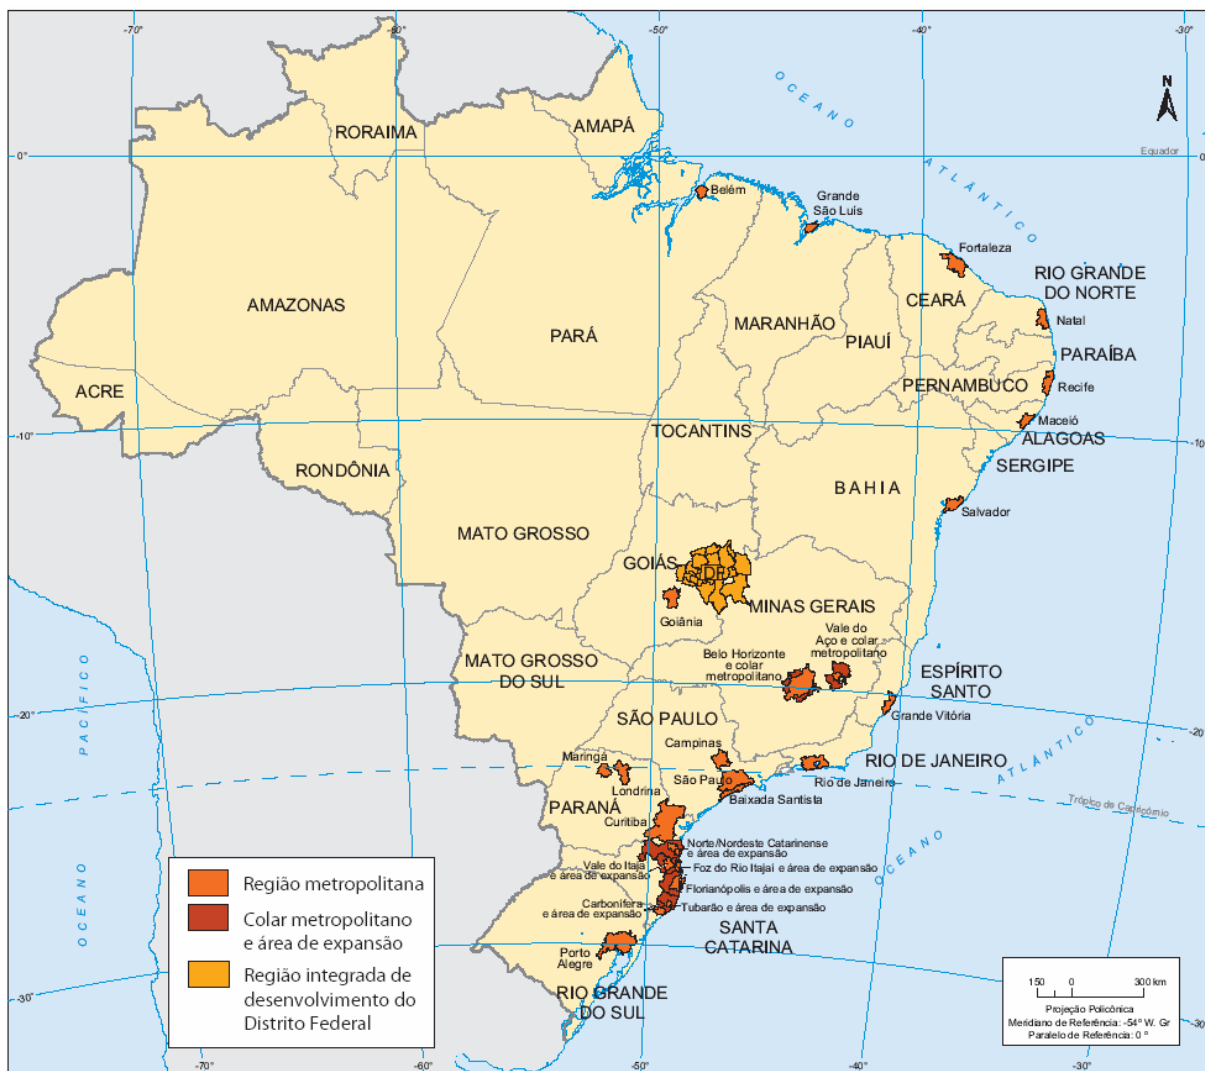 -70°
-60°
-50°
-40°
-30°
OCEANO
ATLÂNTICO
N
Equador
0°
0°
RORAIMA
AMAPÁ
Belém
Grande
São Luís
Fortaleza
RIO GRANDE
DO NORTE
CEARÁ
Natal
AMAZONAS
PARÁ
MARANHÃO
PIAUÍ
PARAÍBA
ACRE
PERNAMBUCO
Recife
Maceió
ALAGOAS
-10°
-10°
TOCANTINS
SERGIPE
RONDÔNIA
BAHIA
Salvador
MATO GROSSO
GOIÁS
DF
MINAS GERAIS
Goiânia
Vale do
Aço e colar
metropolitano
Belo Horizonte
e colar
metropolitano
MATO GROSSO
DO SUL
ESPÍRITO
SANTO
Grande Vitória
-20°
-20°
PACÍFICO
SÃO PAULO
Campinas
RIO DE JANEIRO
ATLÂNTICO
Maringá
São Paulo
Rio de Janeiro
Londrina
Baixada Santista
Trópico de Capricórnio
PARANÁ
Curitiba
OCEANO
Norte/Nordeste Catarinense
e área de expansão
Vale do Itajaí
e área de expansão
Foz do Rio Itajaí e área de expansão
Florianópolis e área de expansão
Carbonífera
e área de expansão
Tubarão e área de expansão
OCEANO
SANTA
CATARINA
Porto
Alegre
RIO GRANDE
DO SUL
Região metropolitana
Colar metropolitano
e área de expansão
Região integrada de
desenvolvimento do
Distrito Federal
150 0 300 km
Projeção Policônica
Meridiano de Referência: -54° W. Gr
Paralelo de Referência: 0 °
-30°
-30°
-70°
-60°
-50°
-40°
-30°